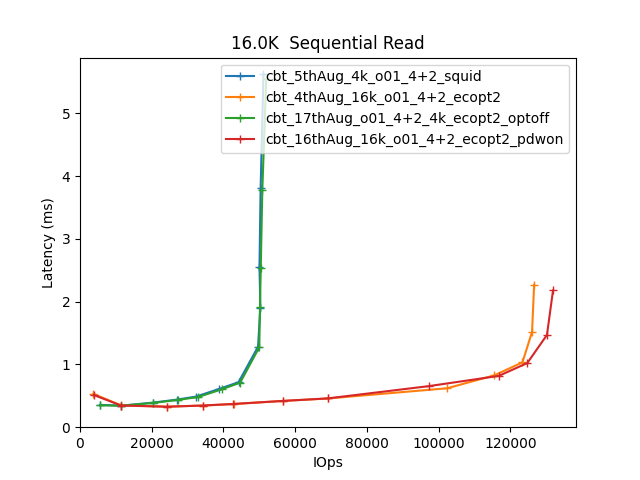 16.0K  Sequential Read
cbt_5thAug_4k_o01_4+2_squid
cbt_4thAug_16k_o01_4+2_ecopt2
cbt_17thAug_o01_4+2_4k_ecopt2_optoff
cbt_16thAug_16k_o01_4+2_ecopt2_pdwon
Latency (ms)
5
4
3
2
1
0
0 20000 40000 60000 80000 100000 120000
IOps